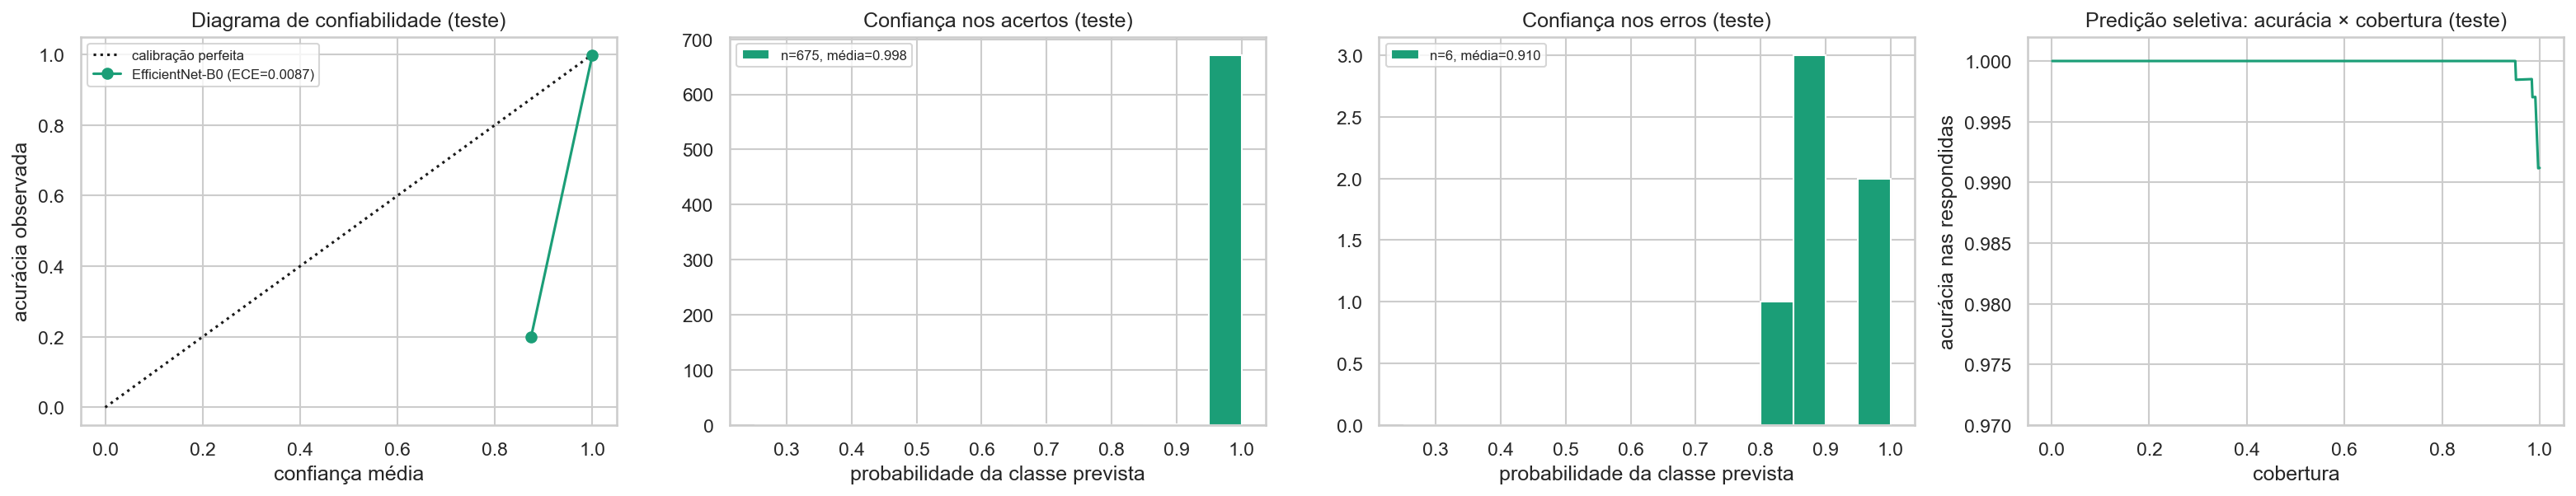 Diagrama de confiabilidade (teste)
calibração perfeita
EfficientNet-B0 (ECE=0.0087)
1.0
0.8
0.6
0.4
0.2
0.0
acurácia observada
0.0 0.2 0.4 0.6 0.8 1.0
confiança média
Confiança nos acertos (teste)
n=675, média=0.998
700
600
500
400
300
200
100
0
0.3 0.4 0.5 0.6 0.7 0.8 0.9 1.0
probabilidade da classe prevista
Confiança nos erros (teste)
n=6, média=0.910
3.0
2.5
2.0
1.5
1.0
0.5
0.0
0.3 0.4 0.5 0.6 0.7 0.8 0.9 1.0
probabilidade da classe prevista
Predição seletiva: acurácia × cobertura (teste)
1.000
0.995
0.990
0.985
0.980
0.975
0.970
acurácia nas respondidas
0.0 0.2 0.4 0.6 0.8 1.0
cobertura